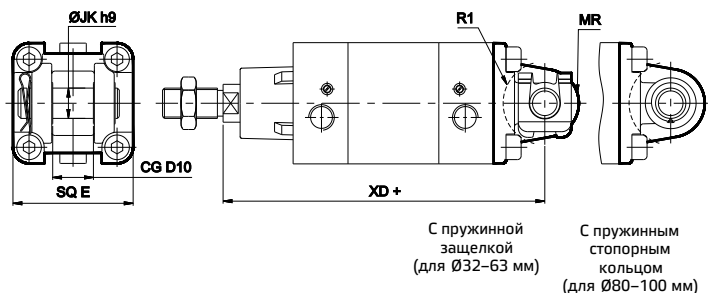 ØJK h9
R1
MR
CG D10
SQ E
XD +
С пружинной
защелкой
(для Ø32–63 мм)
С пружинным
стопорным
кольцом
(для Ø80–100 мм)